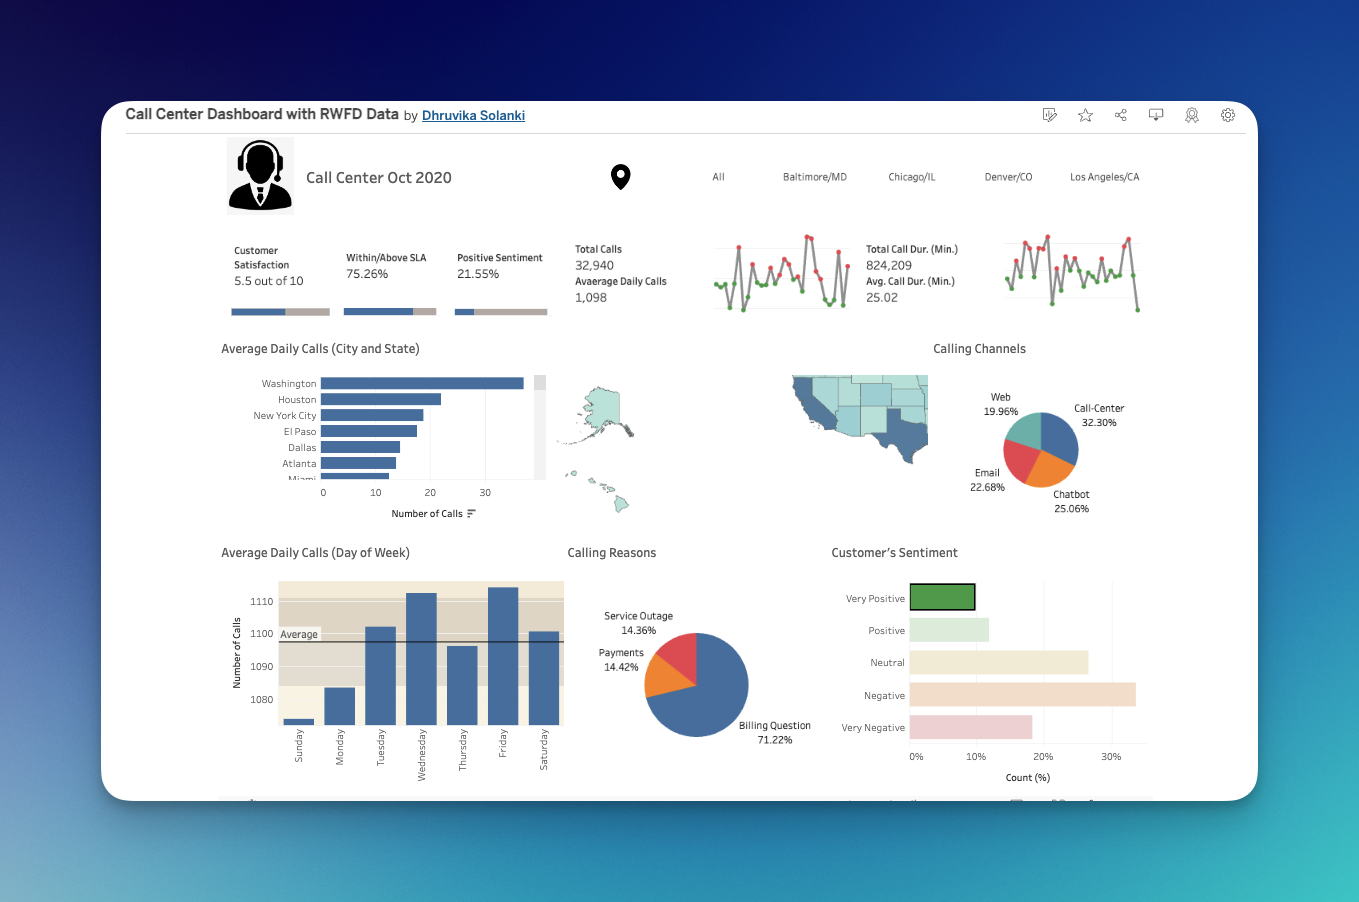 Call Center Dashboard with RWFD Data by Dhruvika Solanki
Call Center Oct 2020
All
Baltimore/MD
Chicago/IL
Denver/CO
Los Angeles/CA
Customer
Satisfaction
5.5 out of 10
Within/Above SLA
75.26%
Positive Sentiment
21.55%
Total Calls
32,940
Avaerage Daily Calls
1,098
Total Call Dur. (Min.)
824,209
Avg. Call Dur. (Min.)
25.02
Average Daily Calls (City and State)
Washington
Houston
New York City
El Paso
Dallas
Atlanta
Miami
0
10
20
30
Number of Calls
Calling Channels
Web
19.96%
Call-Center
32.30%
Email
22.68%
Chatbot
25.06%
Average Daily Calls (Day of Week)
Number of Calls
1110
1100
1090
1080
Average
Sunday
Monday
Tuesday
Wednesday
Thursday
Friday
Saturday
Calling Reasons
Service Outage
14.36%
Payments
14.42%
Billing Question
71.22%
Customer's Sentiment
Very Positive
Positive
Neutral
Negative
Very Negative
0%
10%
20%
30%
Count (%)